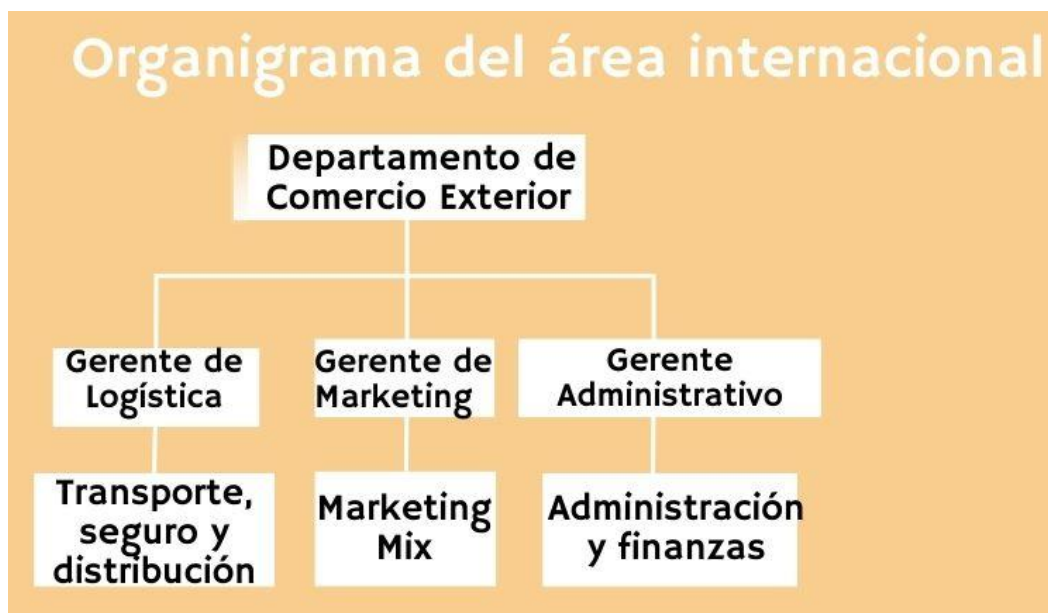 Organigrama del área internacional
Departamento de
Comercio Exterior
Gerente de
Logística
Gerente de
Marketing
Gerente
Administrativo
Transporte,
seguro y
distribución
Marketing
Mix
Administración
y finanzas